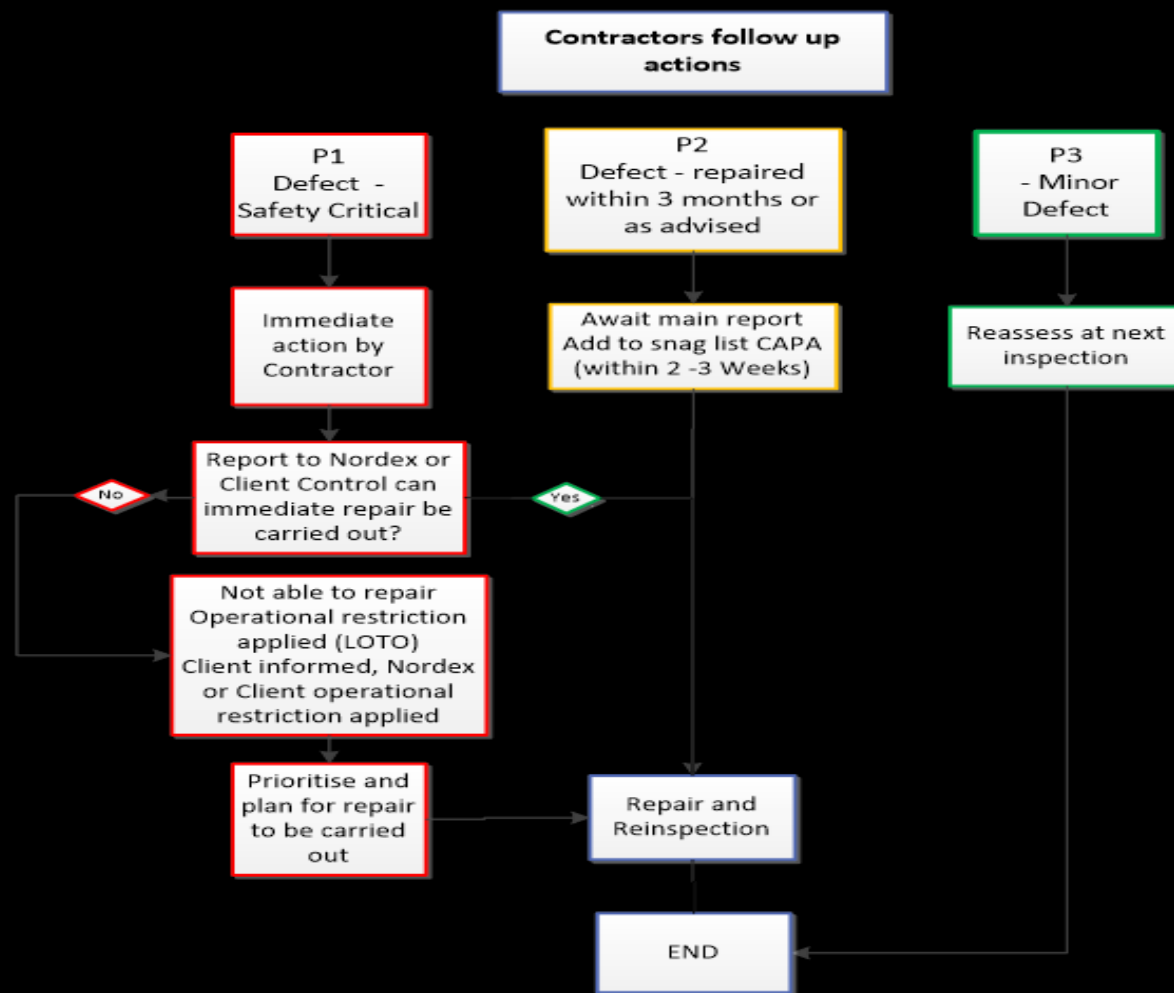 Contractors follow up
actions
P1
Defect -
Safety Critical
P2
Defect - repaired
within 3 months or
as advised
P3
- Minor
Defect
Immediate
action by
Contractor
Await main report
Add to snag list CAPA
(within 2 -3 Weeks)
Reassess at next
inspection
Report to Nordex or
Client Control can
immediate repair be
carried out?
No
Yes
Not able to repair
Operational restriction
applied (LOTO)
Client informed, Nordex
or Client operational
restriction applied
Prioritise and
plan for repair
to be carried
out
Repair and
Reinspection
END